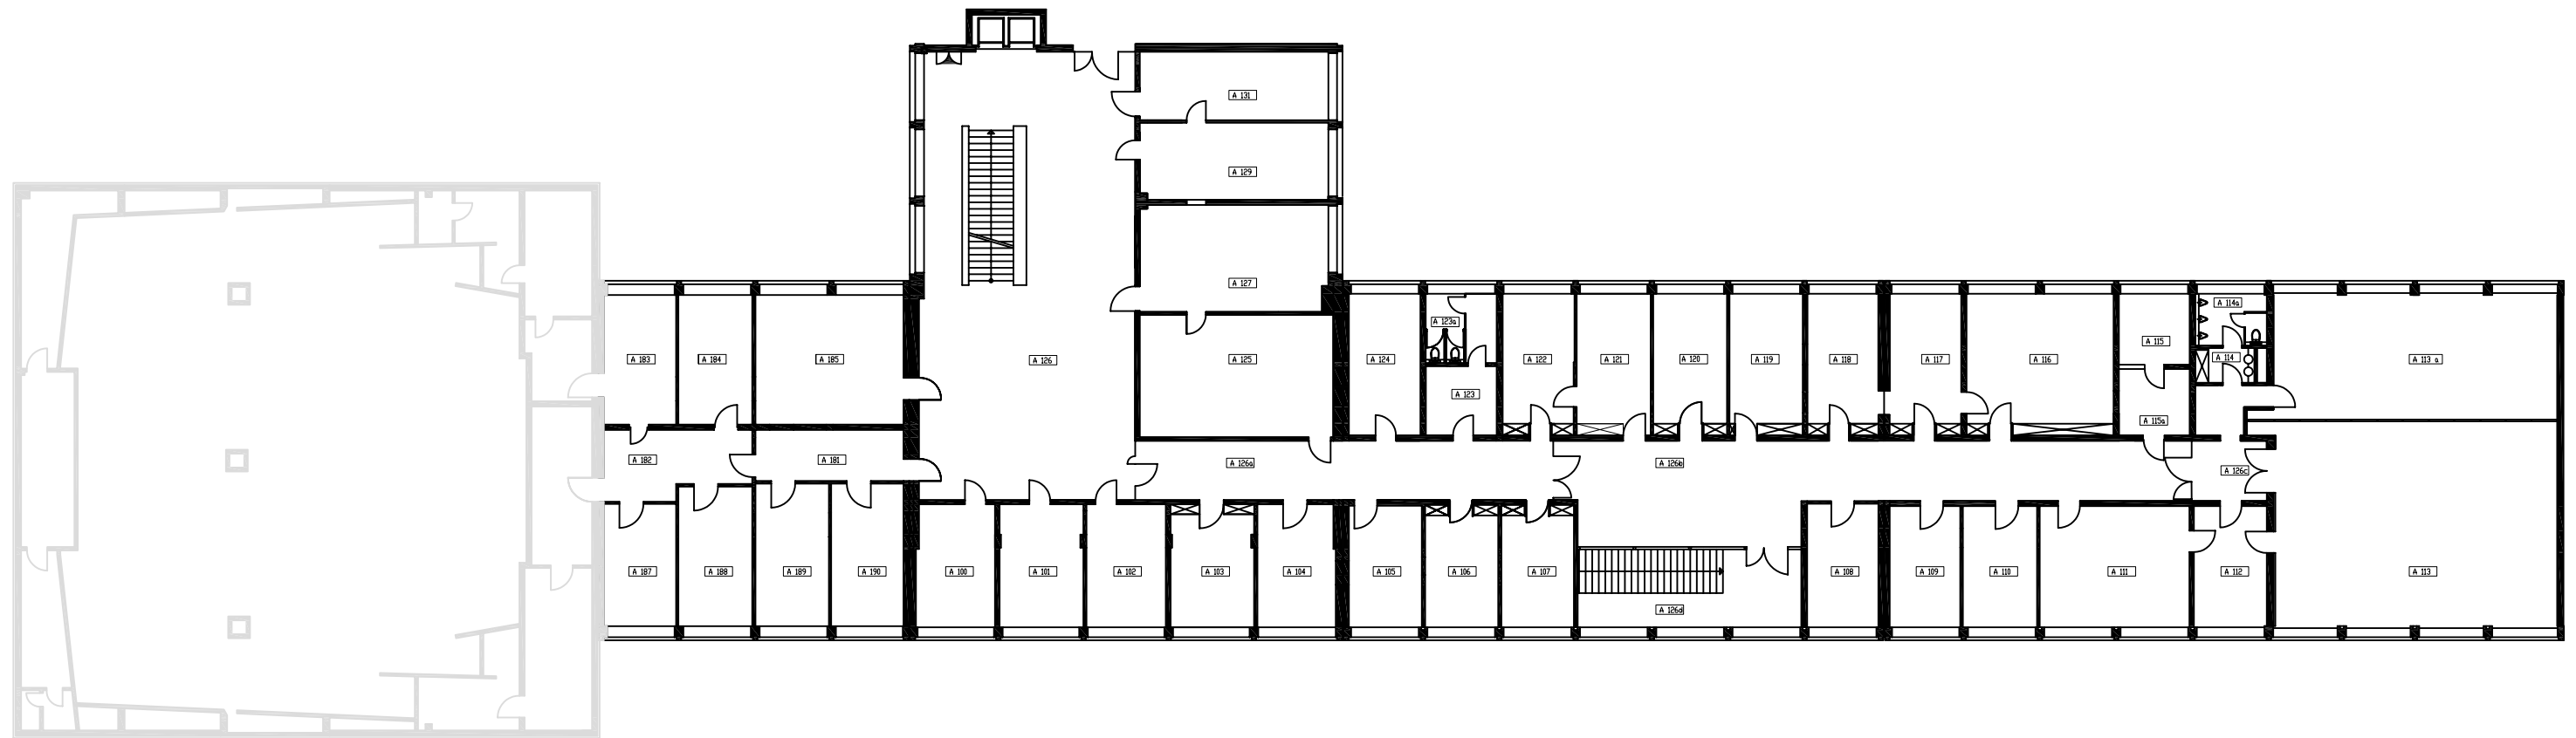 A 131
A 129
A 127
A 114a
A 123a
A 115
A 183
A 184
A 185
A 126
A 125
A 124
A 122
A 121
A 120
A 119
A 118
A 117
A 116
A 114
A 113 a
A 123
A 115a
A 182
A 181
A 126a
A 126b
A 126c
A 187
A 188
A 189
A 190
A 100
A 101
A 102
A 103
A 104
A 105
A 106
A 107
A 108
A 109
A 110
A 111
A 112
A 113
A 126d